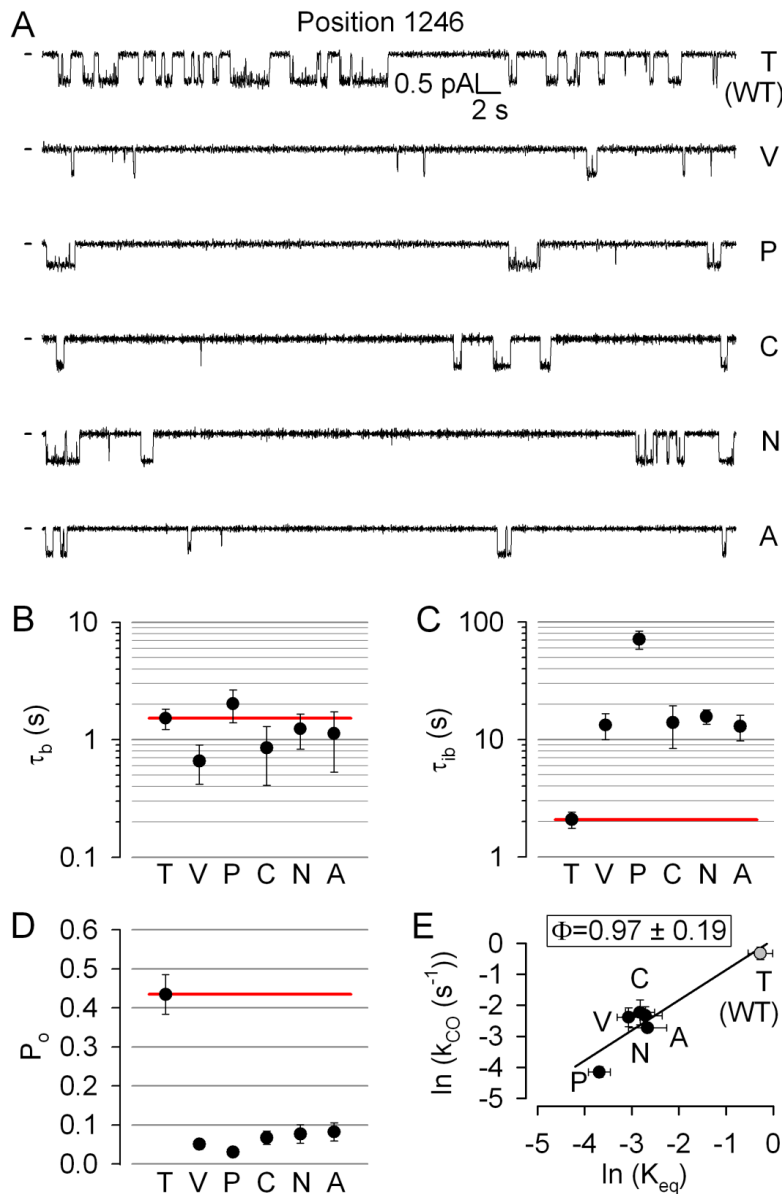 A
Position 1246
T
(WT)
0.5 pA
2 s
V
P
C
N
A
B
10
1
0.1
τb (s)
T V P C N A
C
100
10
1
τib (s)
T V P C N A
D
0.6
0.5
0.4
0.3
0.2
0.1
0.0
Po
T V P C N A
E
Φ=0.97 ± 0.19
0
-1
-2
-3
-4
-5
ln (kCO (s-1))
C
T
(WT)
V
A
N
P
-5 -4 -3 -2 -1 0
ln (Keq)